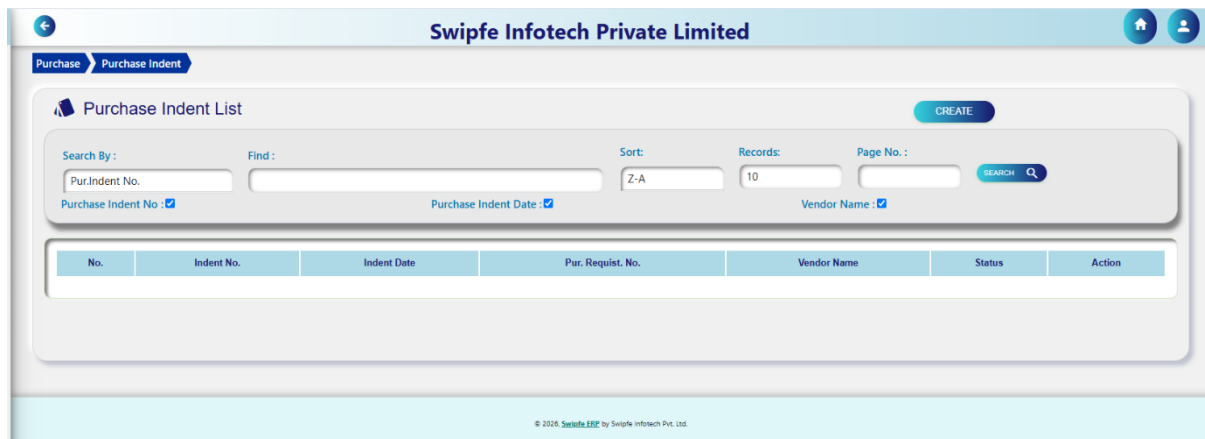 Swipfe Infotech Private Limited
Purchase Purchase Indent
Purchase Indent List
CREATE
Search By : Find : Sort: Records: Page No. :
Pur.Indent No. Z-A 10 SEARCH
Purchase Indent No : Purchase Indent Date : Vendor Name :
No. Indent No. Indent Date Pur. Requist. No. Vendor Name Status Action
© 2026, Swipfe ERP by Swipfe Infotech Pvt. Ltd.